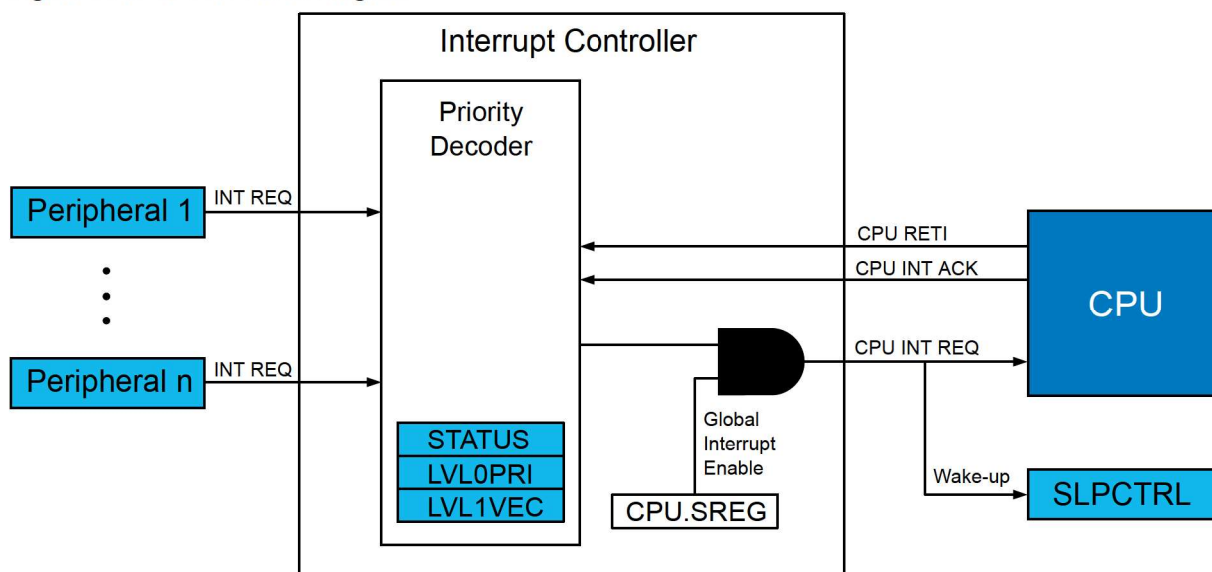 Interrupt Controller
Priority
Decoder
Peripheral 1
INT REQ
Peripheral n
INT REQ
STATUS
LVL0PRI
LVL1VEC
CPU RETI
CPU INT ACK
CPU INT REQ
CPU
Global
Interrupt
Enable
CPU.SREG
Wake-up
SLPCTRL